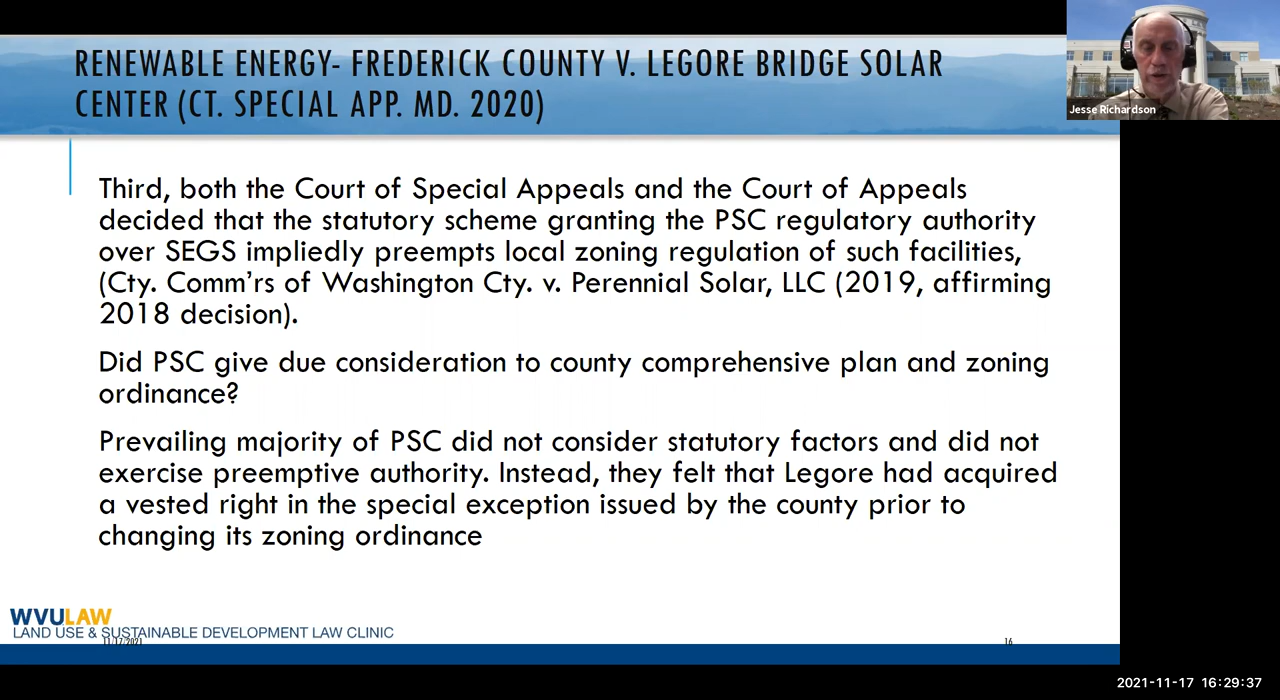 RENEWABLE ENERGY- FREDERICK COUNTY V. LEGORE BRIDGE SOLAR
CENTER (CT. SPECIAL APP. MD. 2020)
Jesse Richardson
Third, both the Court of Special Appeals and the Court of Appeals
decided that the statutory scheme granting the PSC regulatory authority
over SEGS impliedly preempts local zoning regulation of such facilities,
(Cty. Comm’rs of Washington Cty. v. Perennial Solar, LLC (2019, affirming
2018 decision).
Did PSC give due consideration to county comprehensive plan and zoning
ordinance?
Prevailing majority of PSC did not consider statutory factors and did not
exercise preemptive authority. Instead, they felt that Legore had acquired
a vested right in the special exception issued by the county prior to
changing its zoning ordinance
WVULAW
LAND USE & SUSTAINABLE DEVELOPMENT LAW CLINIC
11/17/2021
16
2021-11-17 16:29:37